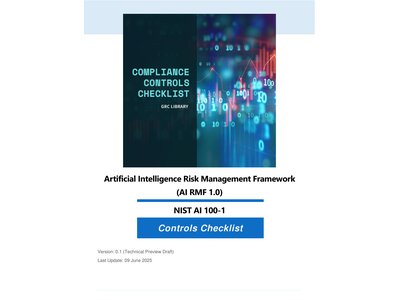 COMPLIANCE
CONTROLS
CHECKLIST
GRC LIBRARY
Artificial Intelligence Risk Management Framework
(AI RMF 1.0)
NIST AI 100-1
Controls Checklist
Version: 0.1 (Technical Preview Draft)
Last Update: 09 June 2025